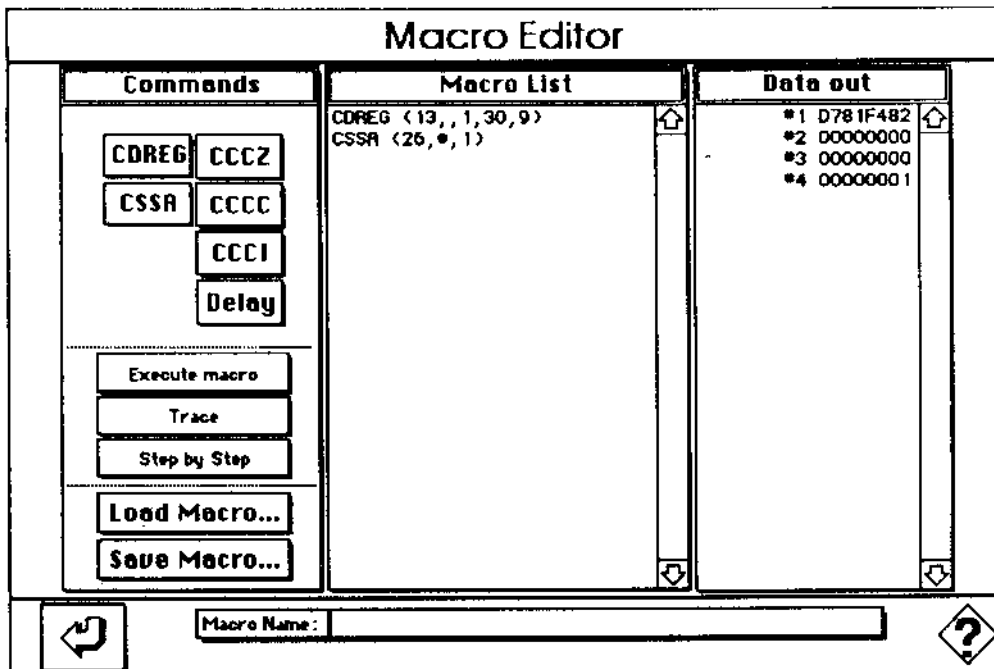 Macro Editor
Commands
CDREG CCCZ
CSSA CCCC
CCCI
Delay
Execute macro
Trace
Step by Step
Load Macro...
Save Macro...
Macro List
CDREG (13,,1,30,9)
CSSA (26,*,1)
Data out
#1 D781F482
#2 00000000
#3 00000000
#4 00000001
Macro Name:
?